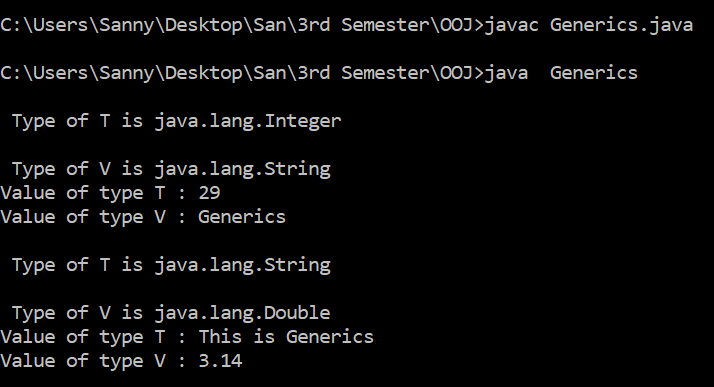 C:\Users\Sanny\Desktop\San\3rd Semester\OOJ>javac Generics.java
C:\Users\Sanny\Desktop\San\3rd Semester\OOJ>java  Generics
 Type of T is java.lang.Integer
 Type of V is java.lang.String
Value of type T : 29
Value of type V : Generics
 Type of T is java.lang.String
 Type of V is java.lang.Double
Value of type T : This is Generics
Value of type V : 3.14